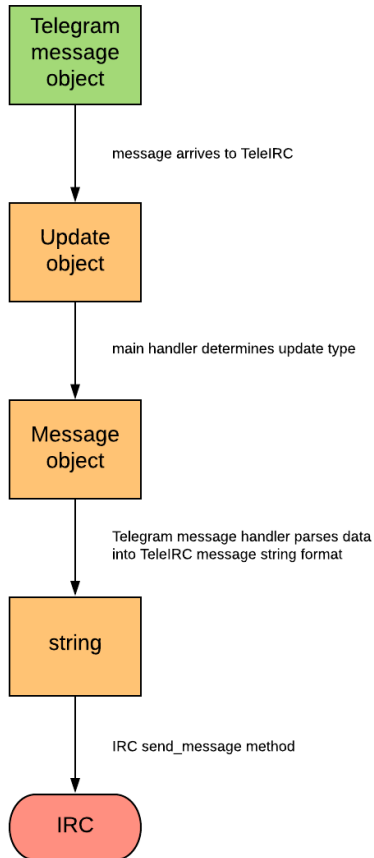 Telegram
message
object
message arrives to TeleIRC
Update
object
main handler determines update type
Message
object
Telegram message handler parses data
into TeleIRC message string format
string
IRC send_message method
IRC